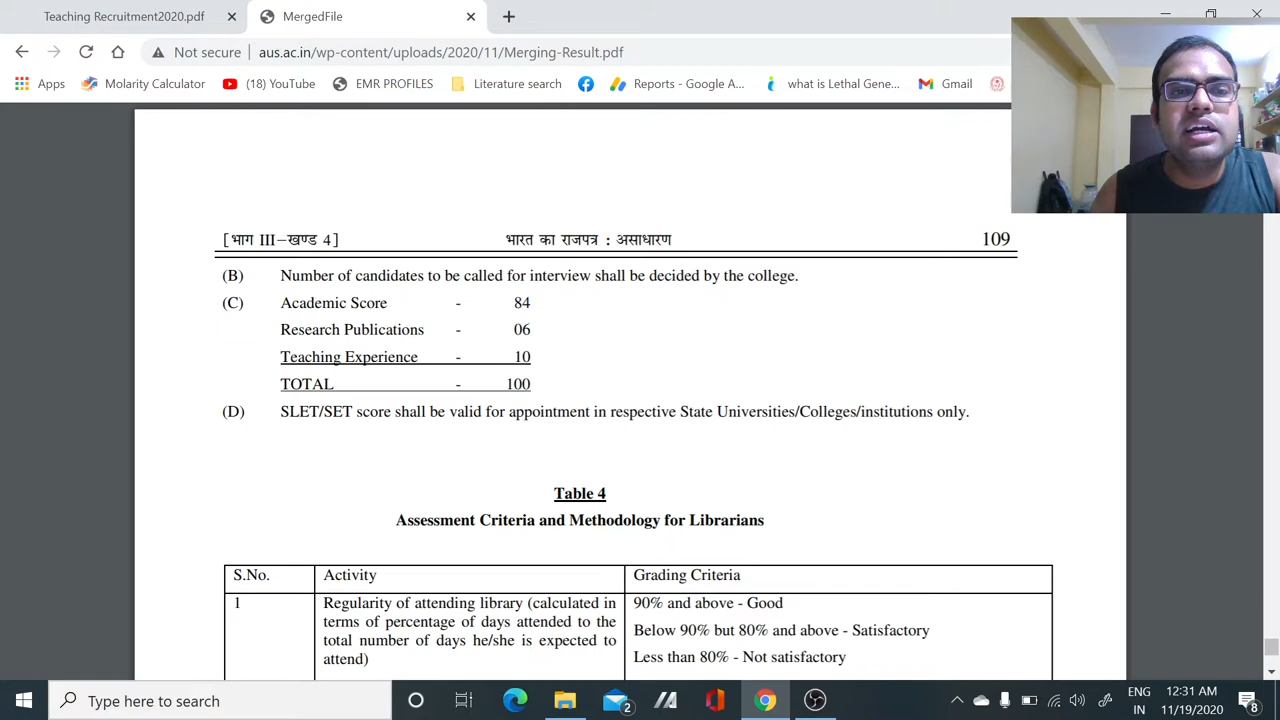 Teaching Recruitment2020.pdf
MergedFile
Not secure
aus.ac.in/wp-content/uploads/2020/11/Merging-Result.pdf
Apps
Molarity Calculator
(18) YouTube
EMR PROFILES
Literature search
Reports - Google A...
what is Lethal Gene...
Gmail
[भाग III—खण्ड 4] भारत का राजपत्र : असाधारण 109
(B) Number of candidates to be called for interview shall be decided by the college.
(C) Academic Score - 84
Research Publications - 06
Teaching Experience - 10
TOTAL - 100
(D) SLET/SET score shall be valid for appointment in respective State Universities/Colleges/institutions only.
Table 4
Assessment Criteria and Methodology for Librarians
S.No. Activity Grading Criteria
1 Regularity of attending library (calculated in
terms of percentage of days attended to the
total number of days he/she is expected to
attend)
90% and above - Good
Below 90% but 80% and above - Satisfactory
Less than 80% - Not satisfactory
Type here to search
2
ENG
IN
12:31 AM
11/19/2020
8